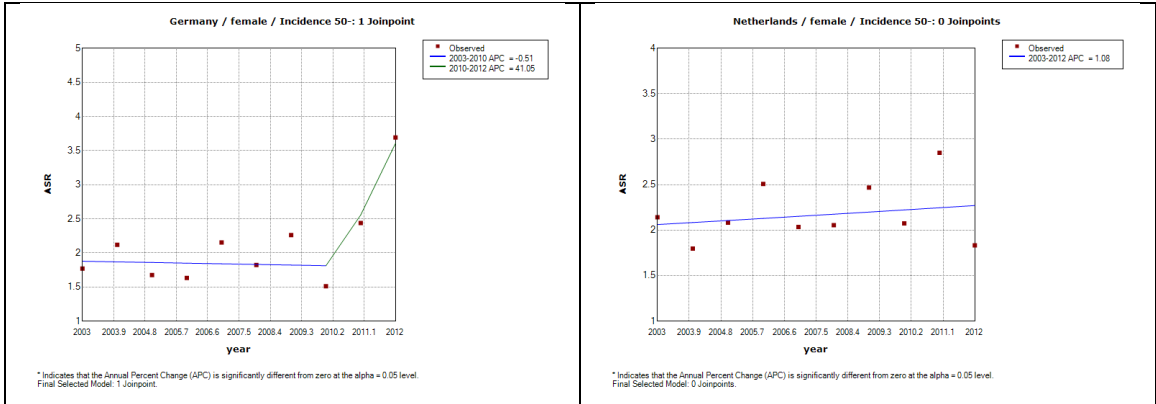 Germany / female / Incidence 50-: 1 Joinpoint
Observed
2003-2010 APC = -0.51
2010-2012 APC = 41.05
5
4.5
4
3.5
3
2.5
2
1.5
1
ASR
2003 2003.9 2004.8 2005.7 2006.6 2007.5 2008.4 2009.3 2010.2 2011.1 2012
year
* Indicates that the Annual Percent Change (APC) is significantly different from zero at the alpha = 0.05 level.
Final Selected Model: 1 Joinpoint.
Netherlands / female / Incidence 50-: 0 Joinpoints
Observed
2003-2012 APC = 1.08
4
3.5
3
2.5
2
1.5
1
ASR
2003 2003.9 2004.8 2005.7 2006.6 2007.5 2008.4 2009.3 2010.2 2011.1 2012
year
* Indicates that the Annual Percent Change (APC) is significantly different from zero at the alpha = 0.05 level.
Final Selected Model: 0 Joinpoints.